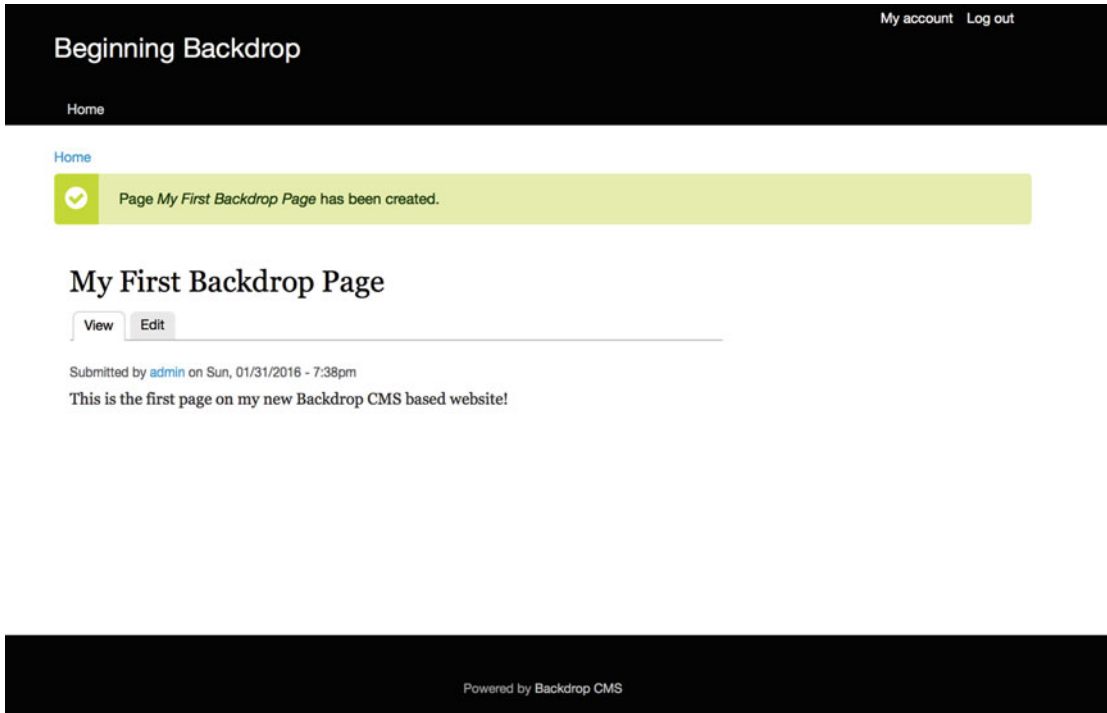 My account Log out
Beginning Backdrop
Home
Home
Page My First Backdrop Page has been created.
My First Backdrop Page
View Edit
Submitted by admin on Sun, 01/31/2016 - 7:38pm
This is the first page on my new Backdrop CMS based website!
Powered by Backdrop CMS